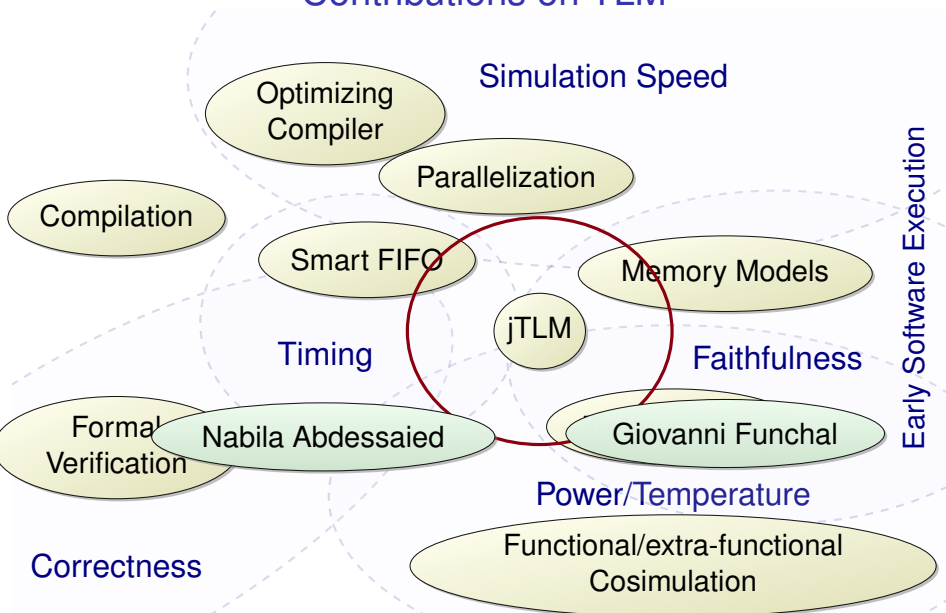 Contributions on TLM
Simulation Speed
Optimizing
Compiler
Parallelization
Compilation
Smart FIFO
Memory Models
jTLM
Timing
Faithfulness
Early Software Execution
Formal
Verification
Nabila Abdessaied
Giovanni Funchal
Power/Temperature
Functional/extra-functional
Cosimulation
Correctness